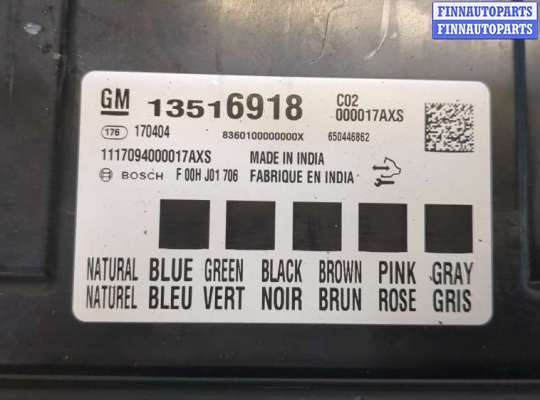 FINNAUTOPARTS
FINNAUTOPARTS
GM 13516918 C02
000017AXS
176 170404 8360100000000X 650446862
1117094000017AXS MADE IN INDIA
BOSCH F 00H J01 706 FABRIQUE EN INDIA
NATURAL BLUE GREEN BLACK BROWN PINK GRAY
NATUREL BLEU VERT NOIR BRUN ROSE GRIS